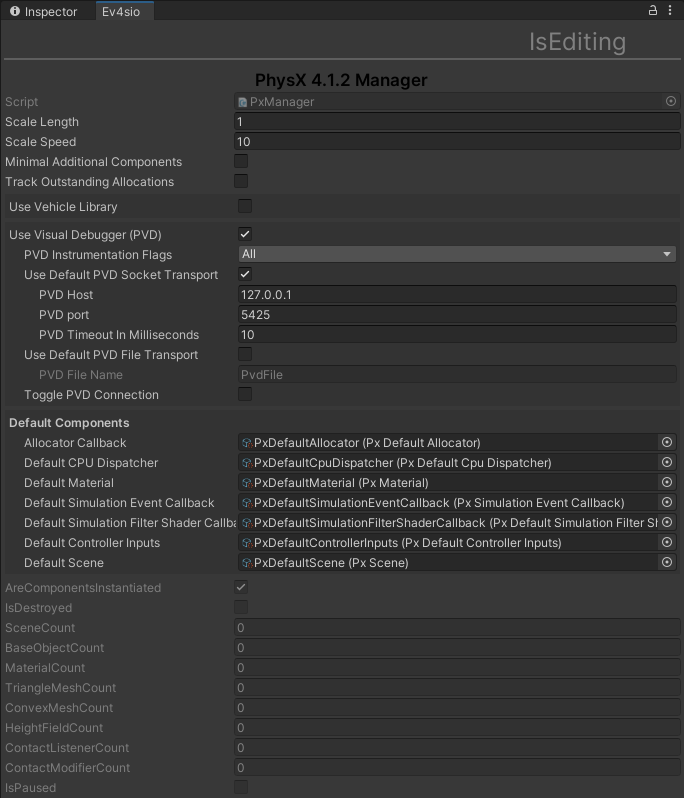 Inspector Ev4sio
IsEditing
PhysX 4.1.2 Manager
Script PxManager
Scale Length 1
Scale Speed 10
Minimal Additional Components
Track Outstanding Allocations
Use Vehicle Library
Use Visual Debugger (PVD)
PVD Instrumentation Flags All
Use Default PVD Socket Transport
PVD Host 127.0.0.1
PVD port 5425
PVD Timeout In Milliseconds 10
Use Default PVD File Transport
PVD File Name PvdFile
Toggle PVD Connection
Default Components
Allocator Callback PxDefaultAllocator (Px Default Allocator)
Default CPU Dispatcher PxDefaultCpuDispatcher (Px Default Cpu Dispatcher)
Default Material PxDefaultMaterial (Px Material)
Default Simulation Event Callback PxDefaultSimulationEventCallback (Px Simulation Event Callback)
Default Simulation Filter Shader Callba PxDefaultSimulationFilterShaderCallback (Px Default Simulation Filter Sh
Default Controller Inputs PxDefaultControllerInputs (Px Default Controller Inputs)
Default Scene PxDefaultScene (Px Scene)
AreComponentsInstantiated
IsDestroyed
SceneCount 0
BaseObjectCount 0
MaterialCount 0
TriangleMeshCount 0
ConvexMeshCount 0
HeightFieldCount 0
ContactListenerCount 0
ContactModifierCount 0
IsPaused